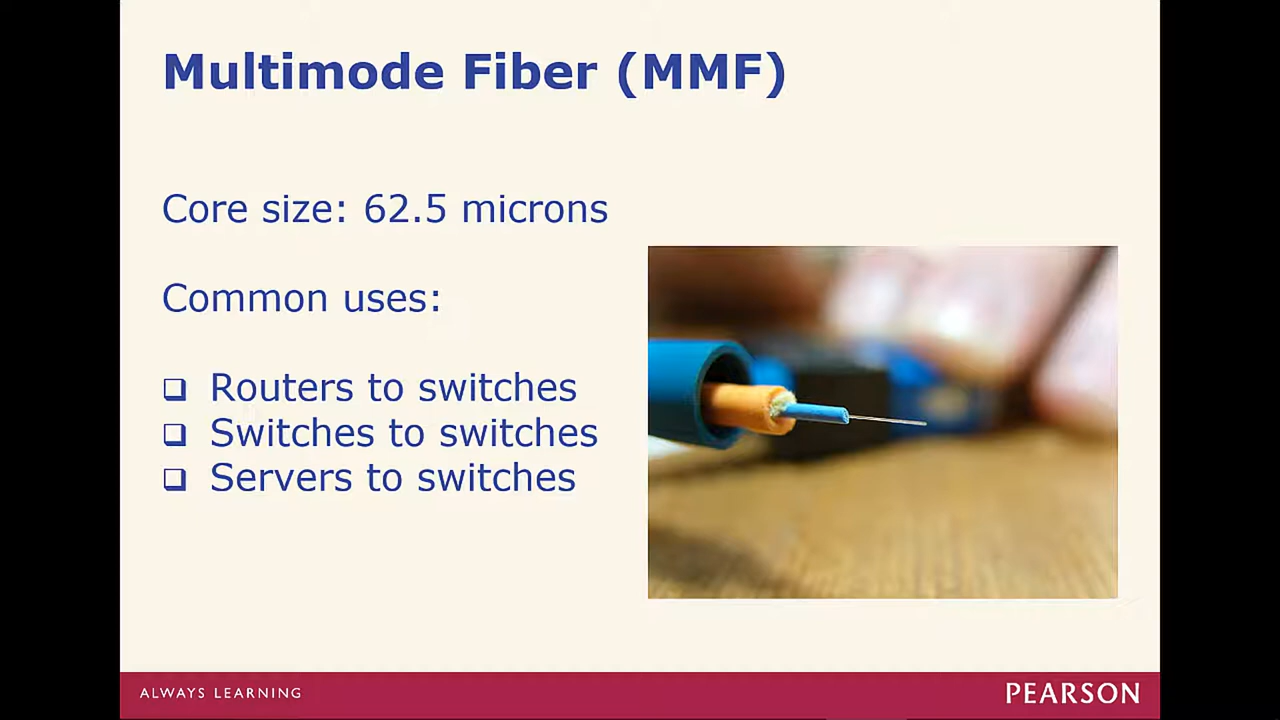 Multimode Fiber (MMF)
Core size: 62.5 microns
Common uses:
❑ Routers to switches
❑ Switches to switches
❑ Servers to switches
ALWAYS LEARNING
PEARSON